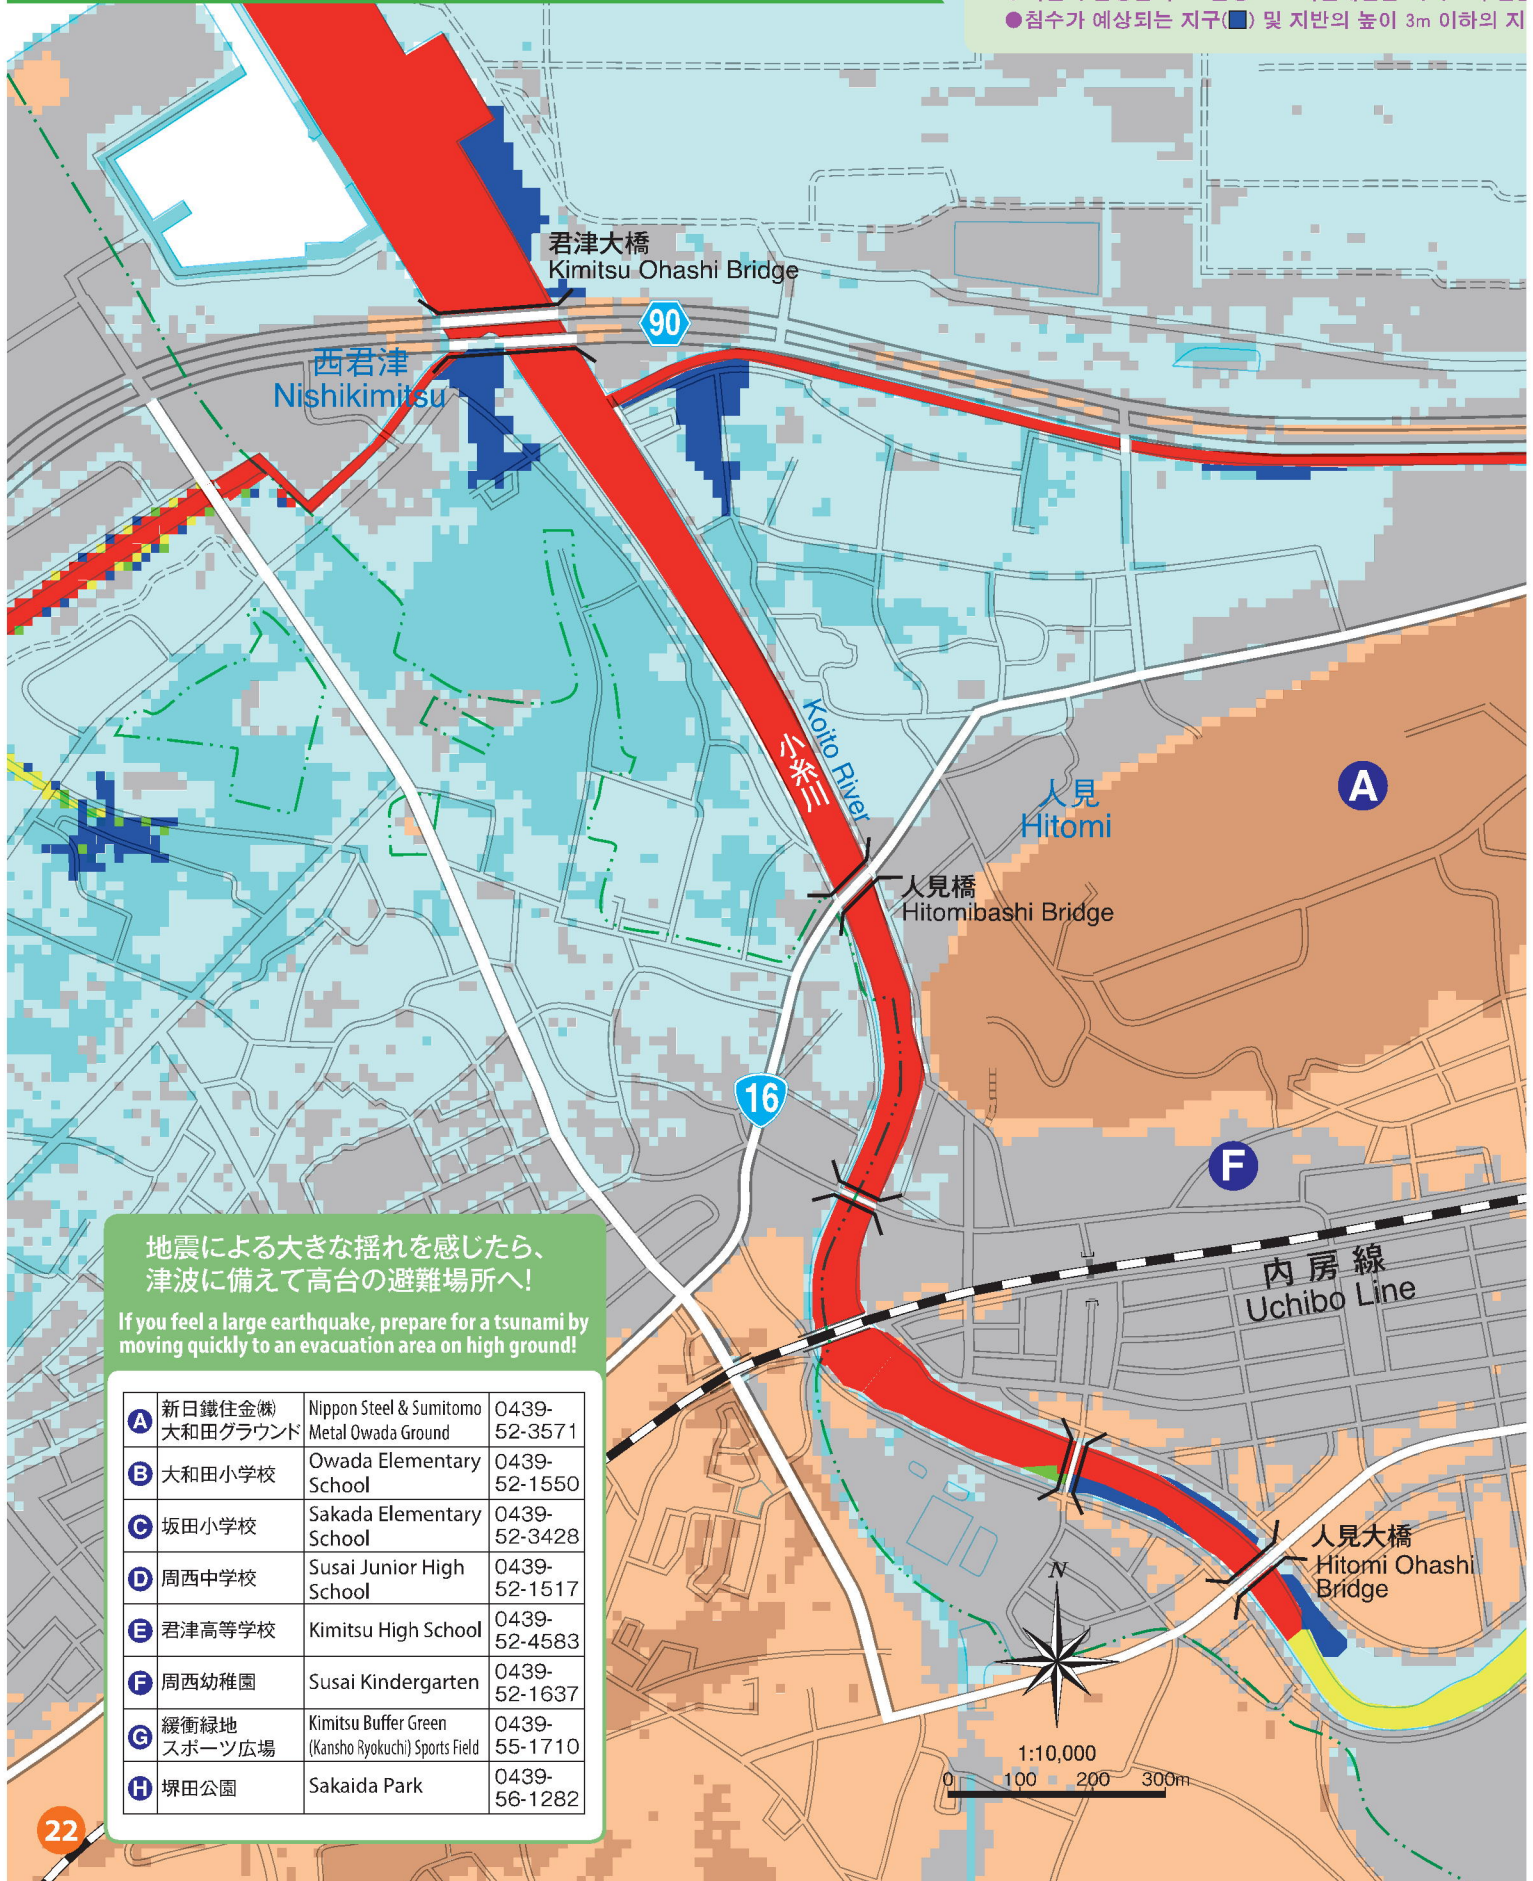 ●침수가 예상되는 지구(■) 및 지반의 높이 3m 이하의 지
君津大橋
Kimitsu Ohashi Bridge
90
西君津
Nishikimitsu
小糸川
Koito River
A
人見
Hitomi
人見橋
Hitomibashi Bridge
16
F
内房線
Uchibo Line
地震による大きな揺れを感じたら、
津波に備えて高台の避難場所へ!
If you feel a large earthquake, prepare for a tsunami by
moving quickly to an evacuation area on high ground!
A 新日鐵住金㈱ Nippon Steel & Sumitomo 0439-
大和田グラウンド Metal Owada Ground 52-3571
B 大和田小学校 Owada Elementary 0439-
School 52-1550
C 坂田小学校 Sakada Elementary 0439-
School 52-3428
D 周西中学校 Susai Junior High 0439-
School 52-1517
E 君津高等学校 Kimitsu High School 0439-
52-4583
F 周西幼稚園 Susai Kindergarten 0439-
52-1637
G 緩衝緑地 Kimitsu Buffer Green 0439-
スポーツ広場 (Kansho Ryokuchi) Sports Field 55-1710
H 堺田公園 Sakaida Park 0439-
56-1282
人見大橋
Hitomi Ohashi
Bridge
N
1:10,000
0 100 200 300m
22